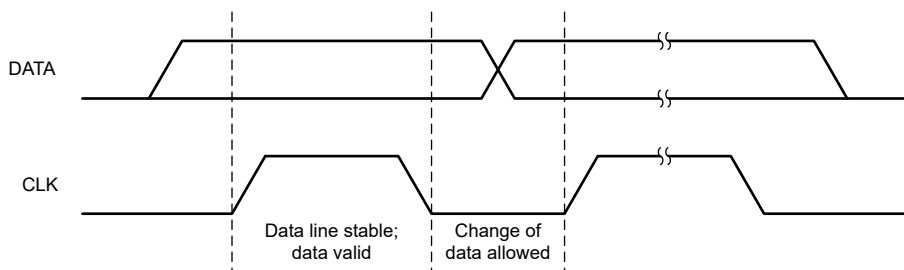 DATA
CLK
Data line stable;
data valid
Change of
data allowed